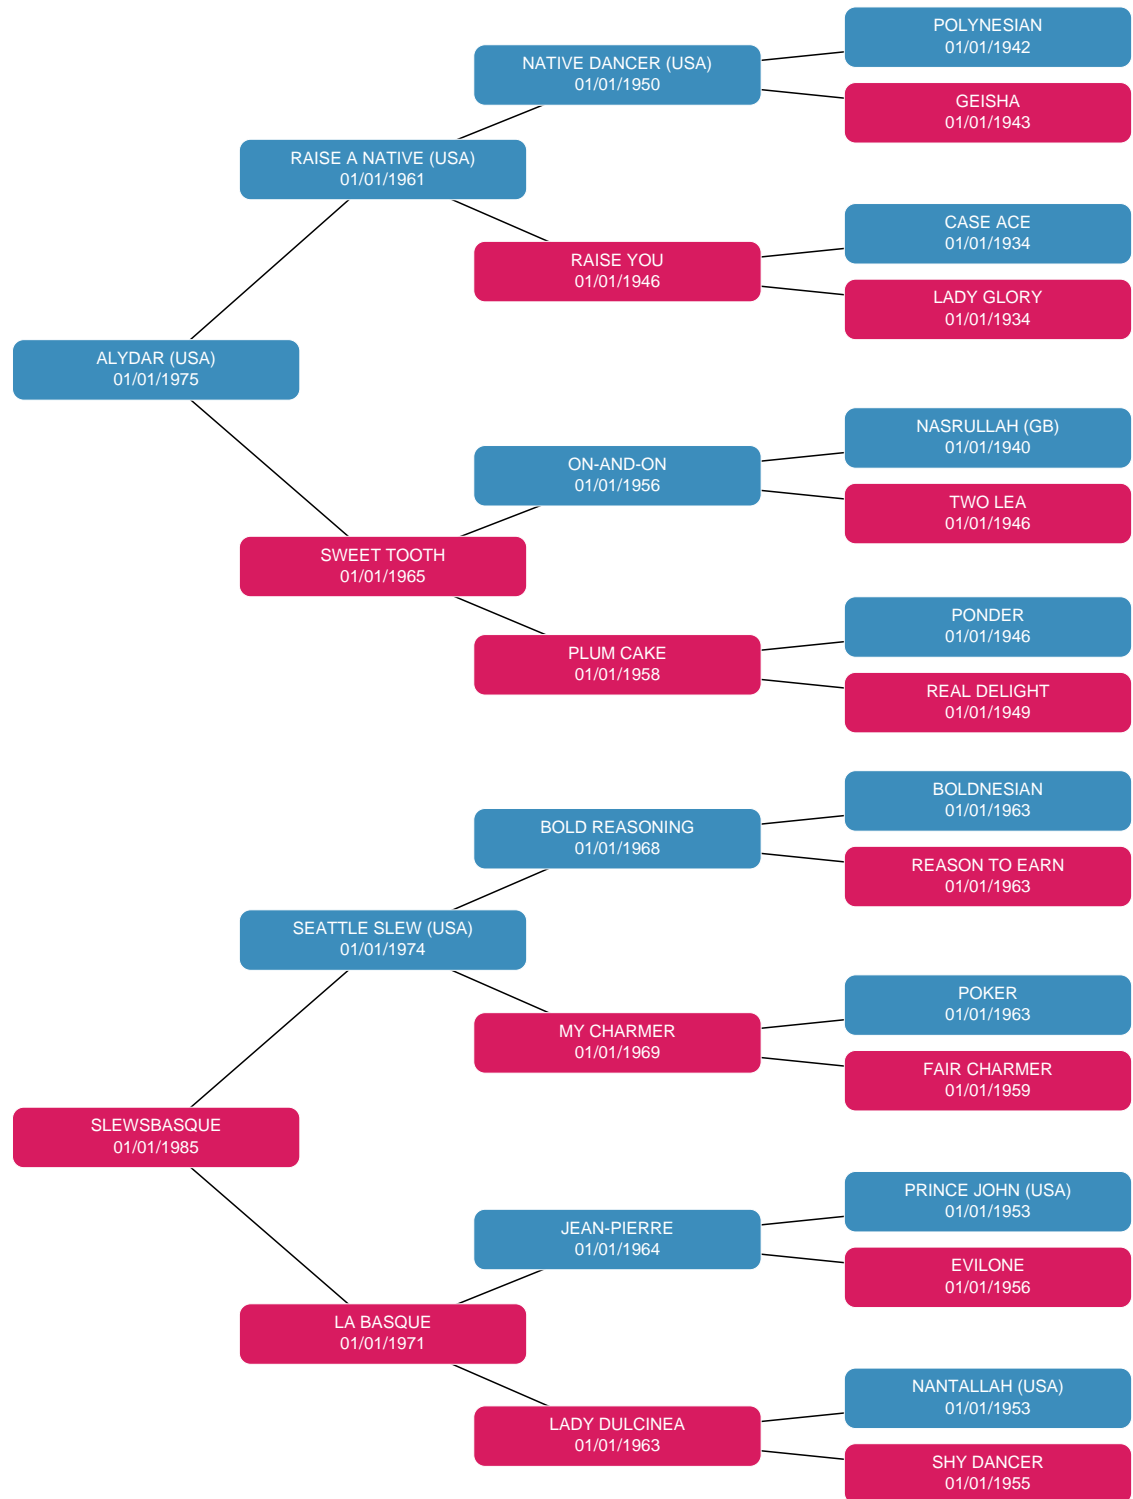 POLYNESIAN
01/01/1942
NATIVE DANCER (USA)
01/01/1950
GEISHA
01/01/1943
RAISE A NATIVE (USA)
01/01/1961
CASE ACE
01/01/1934
RAISE YOU
01/01/1946
LADY GLORY
01/01/1934
ALYDAR (USA)
01/01/1975
NASRULLAH (GB)
01/01/1940
ON-AND-ON
01/01/1956
TWO LEA
01/01/1946
SWEET TOOTH
01/01/1965
PONDER
01/01/1946
PLUM CAKE
01/01/1958
REAL DELIGHT
01/01/1949
BOLDNESIAN
01/01/1963
BOLD REASONING
01/01/1968
REASON TO EARN
01/01/1963
SEATTLE SLEW (USA)
01/01/1974
POKER
01/01/1963
MY CHARMER
01/01/1969
FAIR CHARMER
01/01/1959
SLEWSBASQUE
01/01/1985
PRINCE JOHN (USA)
01/01/1953
JEAN-PIERRE
01/01/1964
EVILONE
01/01/1956
LA BASQUE
01/01/1971
NANTALLAH (USA)
01/01/1953
LADY DULCINEA
01/01/1963
SHY DANCER
01/01/1955